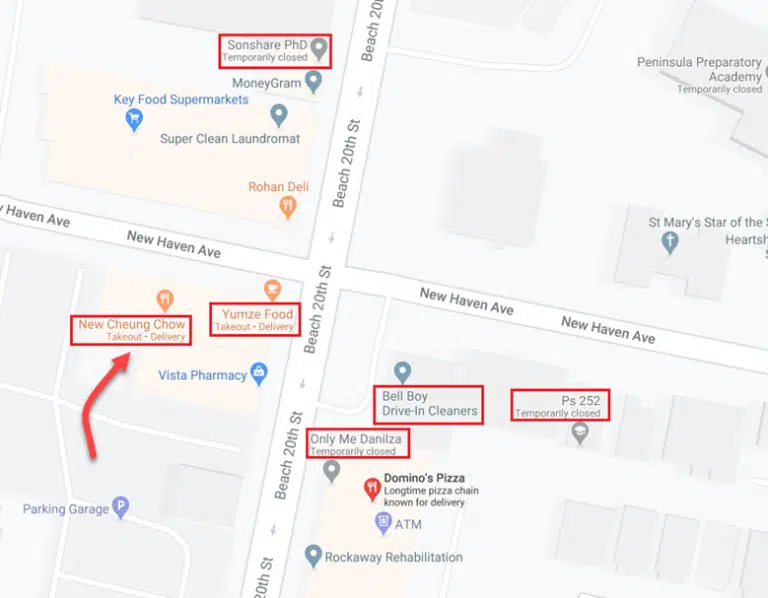 Beach 20th
Sonshare PhD
Temporarily closed
Peninsula Preparatory
Academy
Temporarily closed
MoneyGram
Key Food Supermarkets
Super Clean Laundromat
Beach 20th St
Rohan Deli
Haven Ave
New Haven Ave
St Mary's Star of the
Heartsh
New Cheung Chow
Takeout • Delivery
Yumze Food
Takeout • Delivery
Beach 20th St
New Haven Ave
New Haven Ave
Vista Pharmacy
Bell Boy
Drive-In Cleaners
Ps 252
Temporarily closed
Only Me Danilza
Temporarily closed
Beach 20th St
Domino's Pizza
Longtime pizza chain
known for delivery
Parking Garage
P
ATM
Rockaway Rehabilitation
20th St